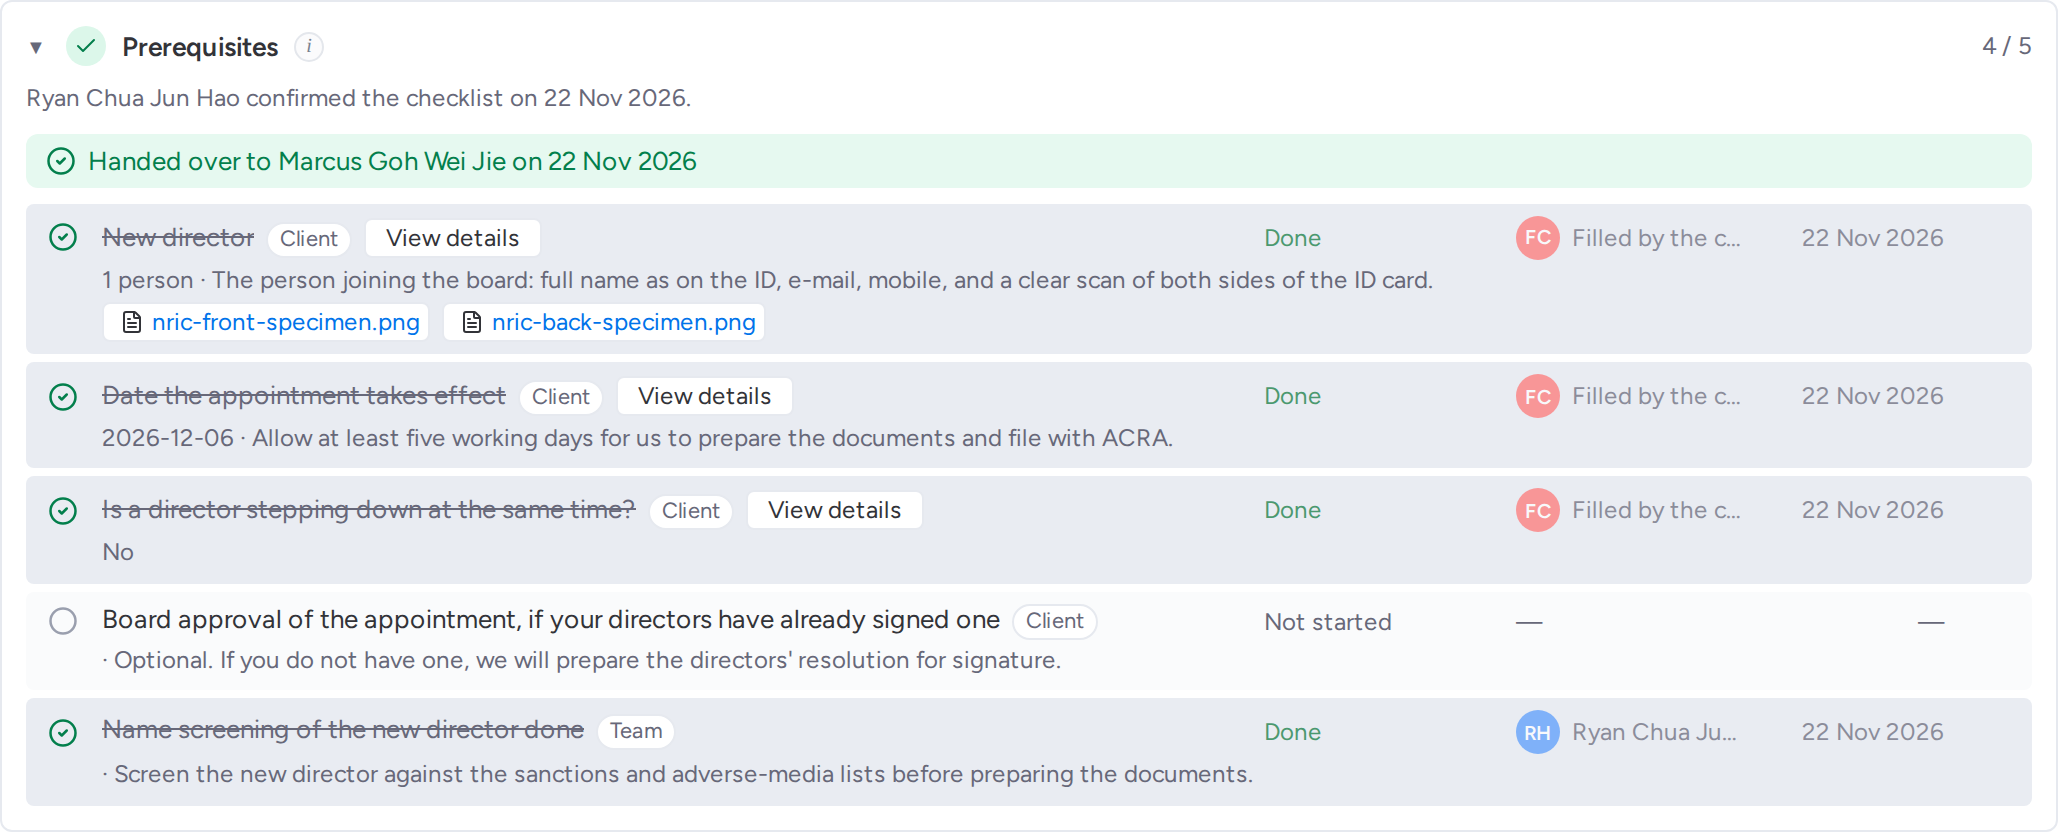 ▼ Prerequisites i 4 / 5
Ryan Chua Jun Hao confirmed the checklist on 22 Nov 2026.
Handed over to Marcus Goh Wei Jie on 22 Nov 2026
New director Client View details Done FC Filled by the c... 22 Nov 2026
1 person · The person joining the board: full name as on the ID, e-mail, mobile, and a clear scan of both sides of the ID card.
nric-front-specimen.png nric-back-specimen.png
Date the appointment takes effect Client View details Done FC Filled by the c... 22 Nov 2026
2026-12-06 · Allow at least five working days for us to prepare the documents and file with ACRA.
Is a director stepping down at the same time? Client View details Done FC Filled by the c... 22 Nov 2026
No
Board approval of the appointment, if your directors have already signed one Client Not started — —
· Optional. If you do not have one, we will prepare the directors' resolution for signature.
Name screening of the new director done Team Done RH Ryan Chua Ju... 22 Nov 2026
· Screen the new director against the sanctions and adverse-media lists before preparing the documents.